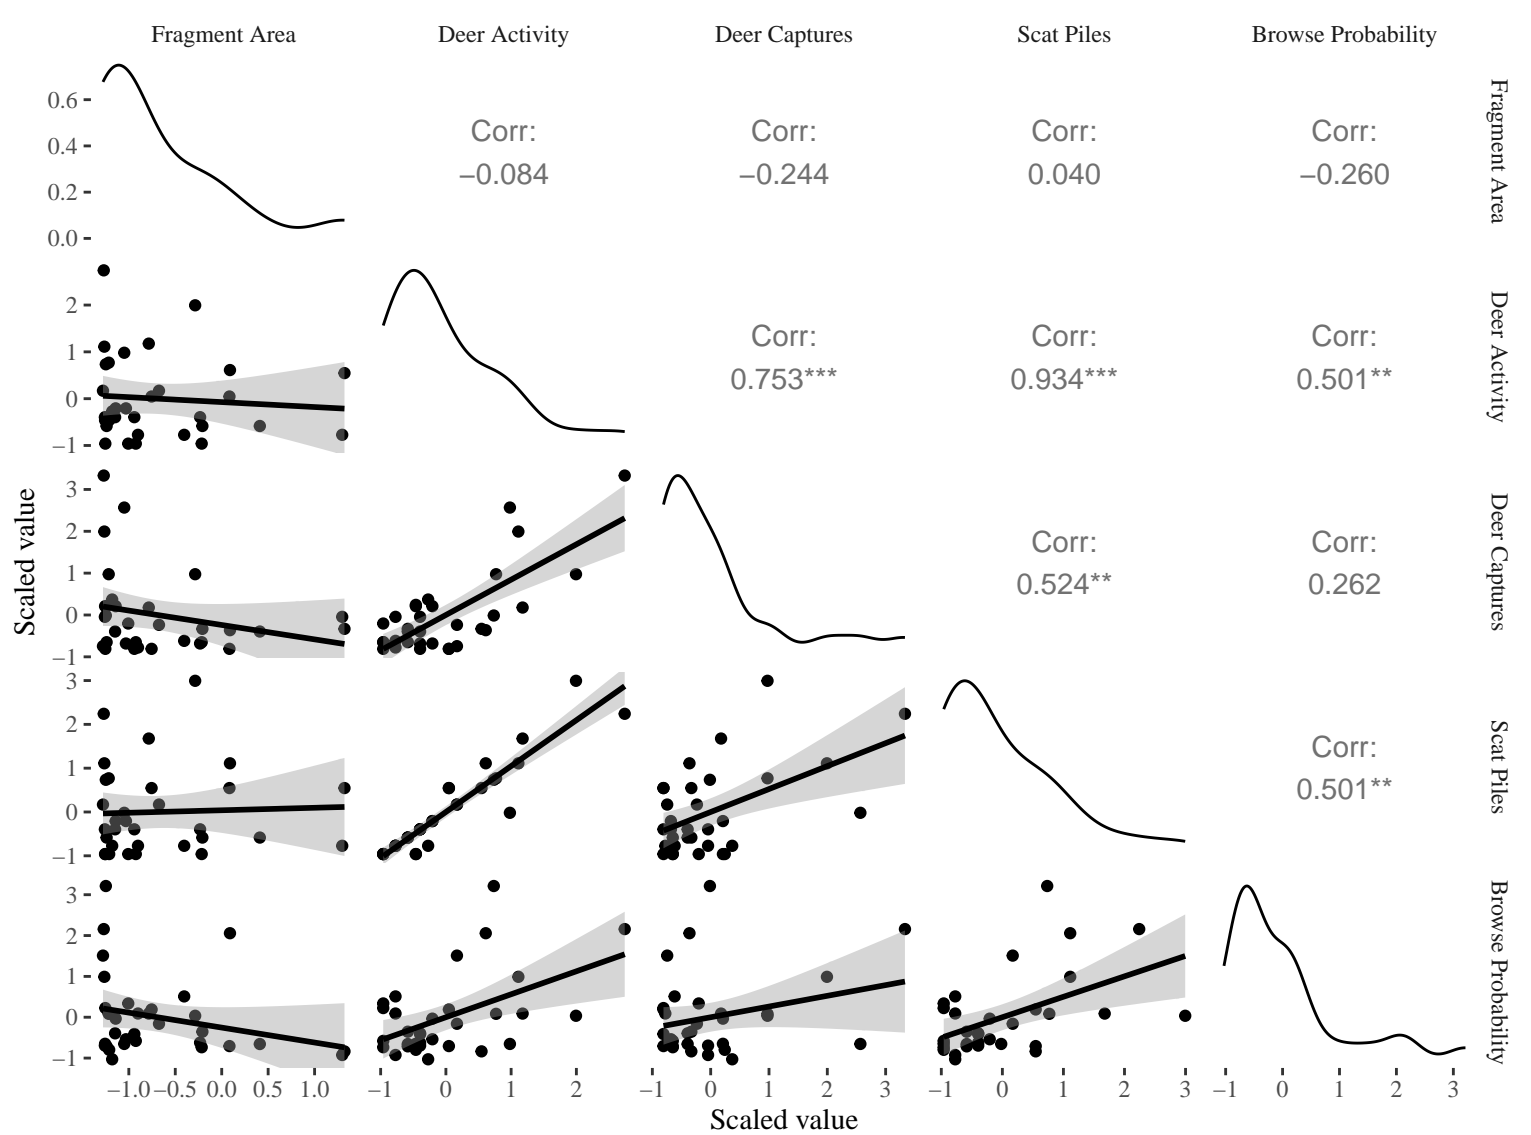 Fragment Area Deer Activity Deer Captures Scat Piles Browse Probability
0.6
0.4
0.2
0.0
Corr:
−0.084
Corr:
−0.244
Corr:
0.040
Corr:
−0.260
Fragment Area
2
1
0
−1
Corr:
0.753***
Corr:
0.934***
Corr:
0.501**
Deer Activity
3
2
1
0
−1
Corr:
0.524**
Corr:
0.262
Deer Captures
Scaled value
3
2
1
0
−1
Corr:
0.501**
Scat Piles
3
2
1
0
−1
Browse Probability
−1.0 −0.5 0.0 0.5 1.0 −1 0 1 2 −1 0 1 2 3 −1 0 1 2 3 −1 0 1 2 3
Scaled value